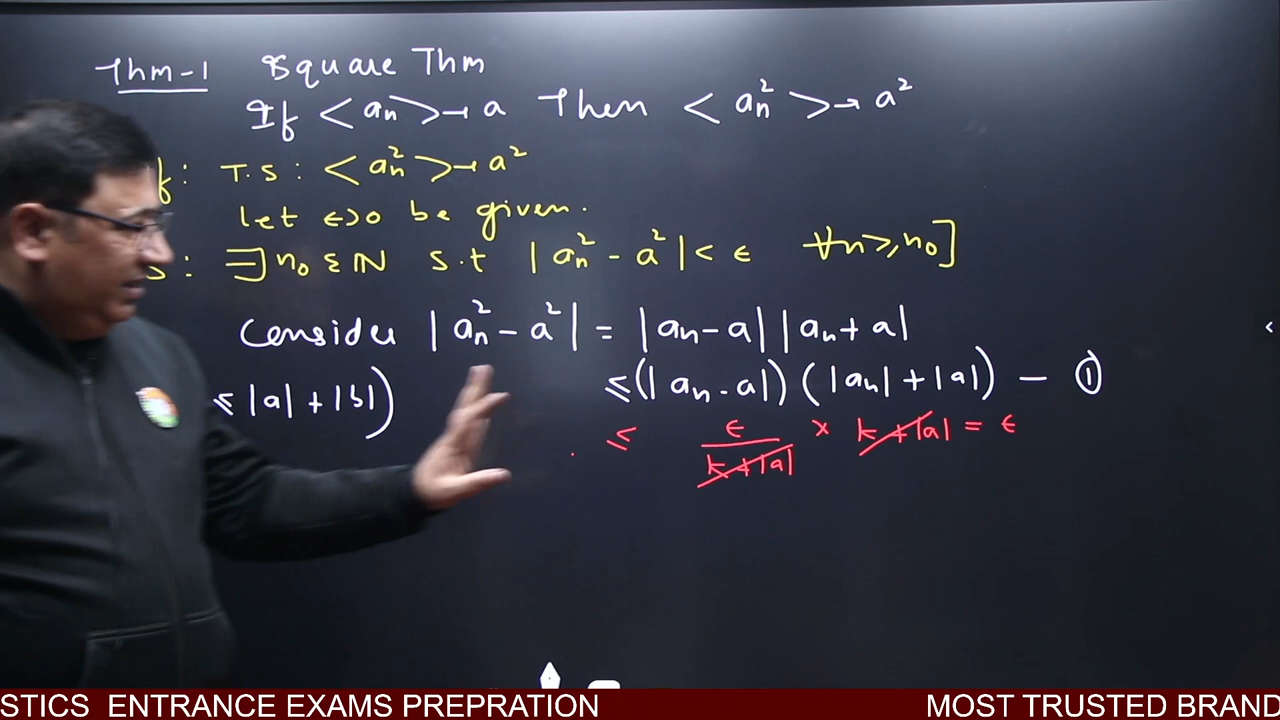 Thm-1 Square Thm
If <aₙ> → a Then <aₙ²> → a²
f: T.S: <aₙ²> → a²
let ϵ>0 be given.
S: ∃ n₀ ε ℕ s.t |aₙ² - a²| < ϵ ∀ n ≥ n₀]
Consider |aₙ² - a²| = |aₙ - a| |aₙ + a|
≤ |a| + |b|)
≤ (|aₙ - a|) (|aₙ| + |a|) - ①
≤ ϵ/(k+|a|) × k+|a| = ϵ
STICS ENTRANCE EXAMS PREPRATION MOST TRUSTED BRAND